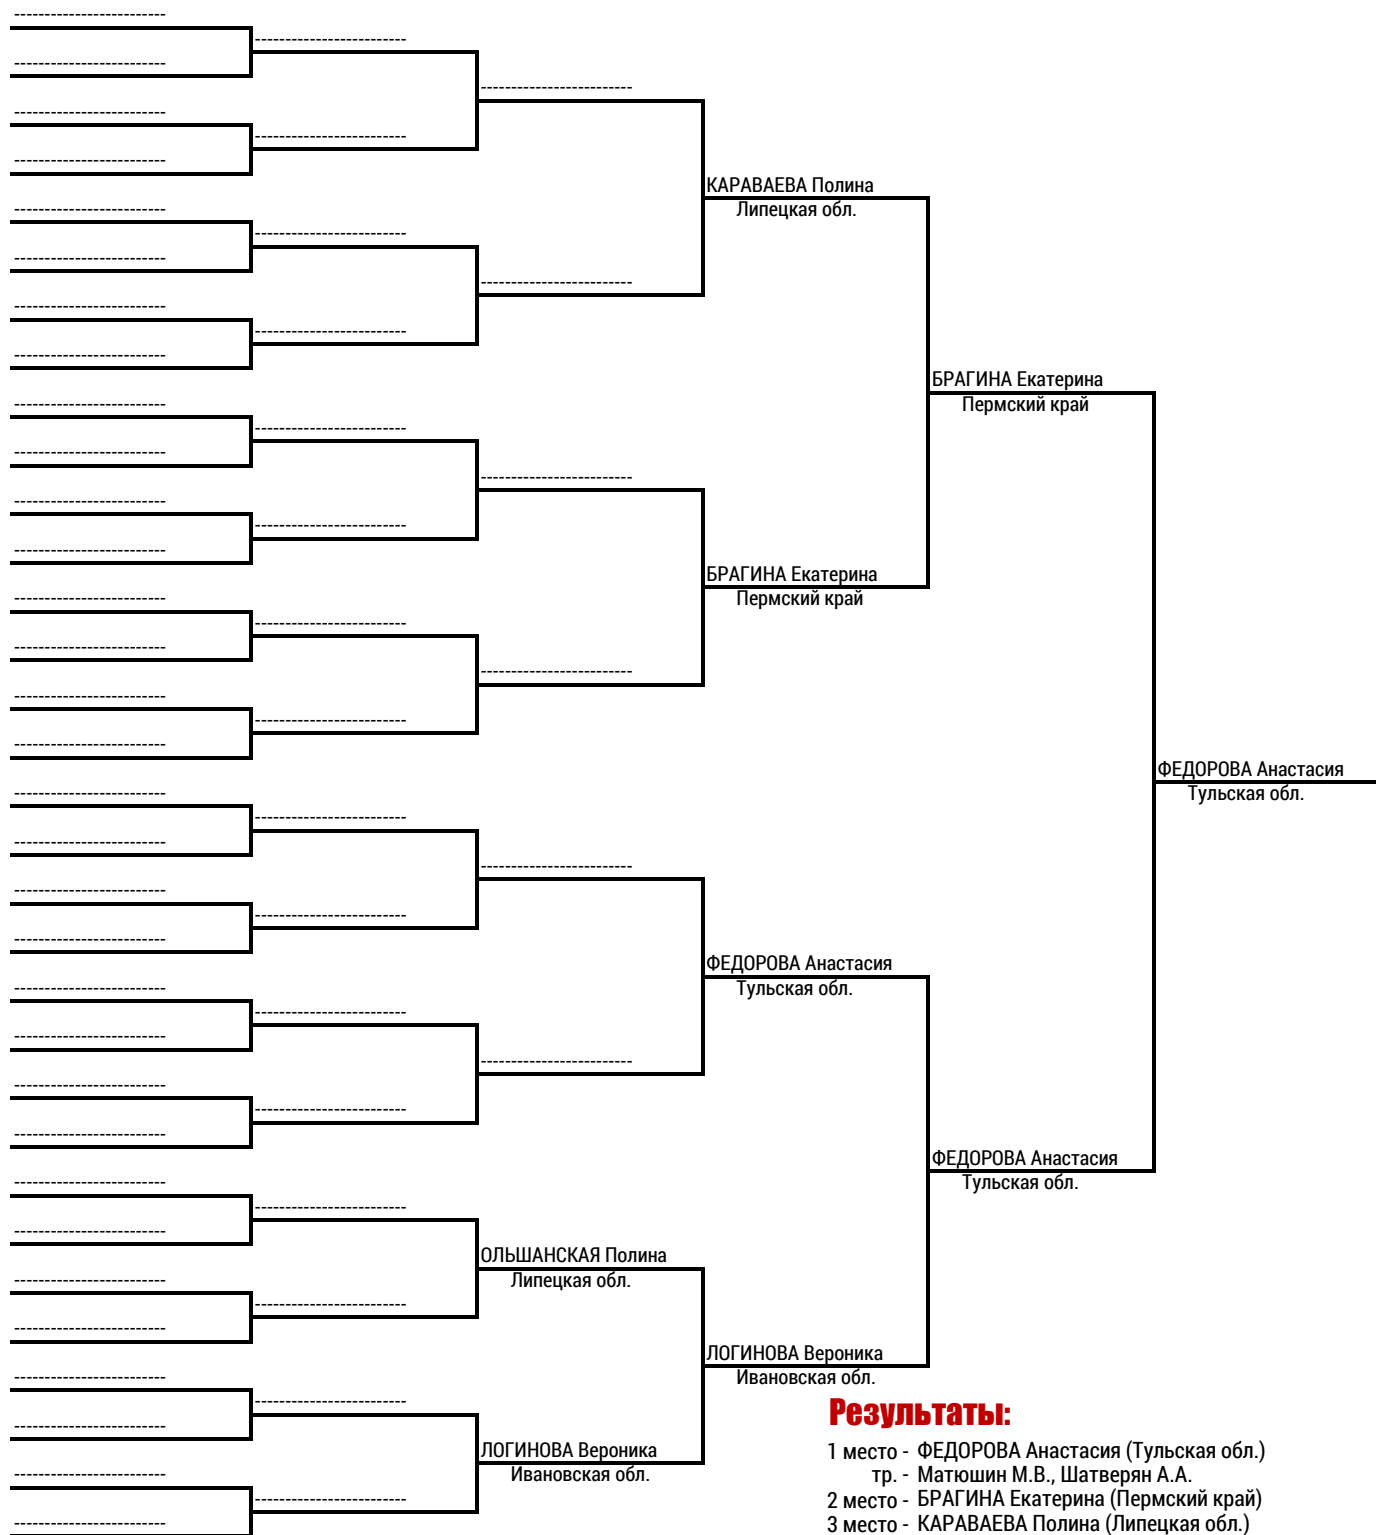 КАРАВАЕВА Полина
Липецкая обл.
БРАГИНА Екатерина
Пермский край
БРАГИНА Екатерина
Пермский край
ФЕДОРОВА Анастасия
Тульская обл.
ФЕДОРОВА Анастасия
Тульская обл.
ФЕДОРОВА Анастасия
Тульская обл.
ОЛЬШАНСКАЯ Полина
Липецкая обл.
ЛОГИНОВА Вероника
Ивановская обл.
ЛОГИНОВА Вероника
Ивановская обл.
Результаты:
1 место - ФЕДОРОВА Анастасия (Тульская обл.)
тр. - Матюшин М.В., Шатверян А.А.
2 место - БРАГИНА Екатерина (Пермский край)
3 место - КАРАВАЕВА Полина (Липецкая обл.)